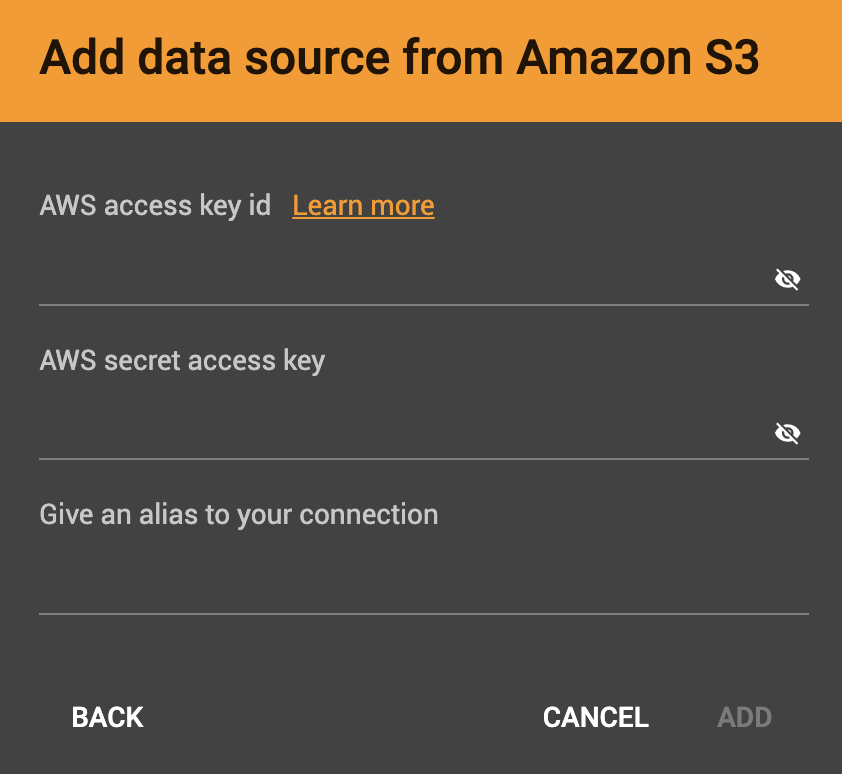 Add data source from Amazon S3
AWS access key id Learn more
AWS secret access key
Give an alias to your connection
BACK CANCEL ADD